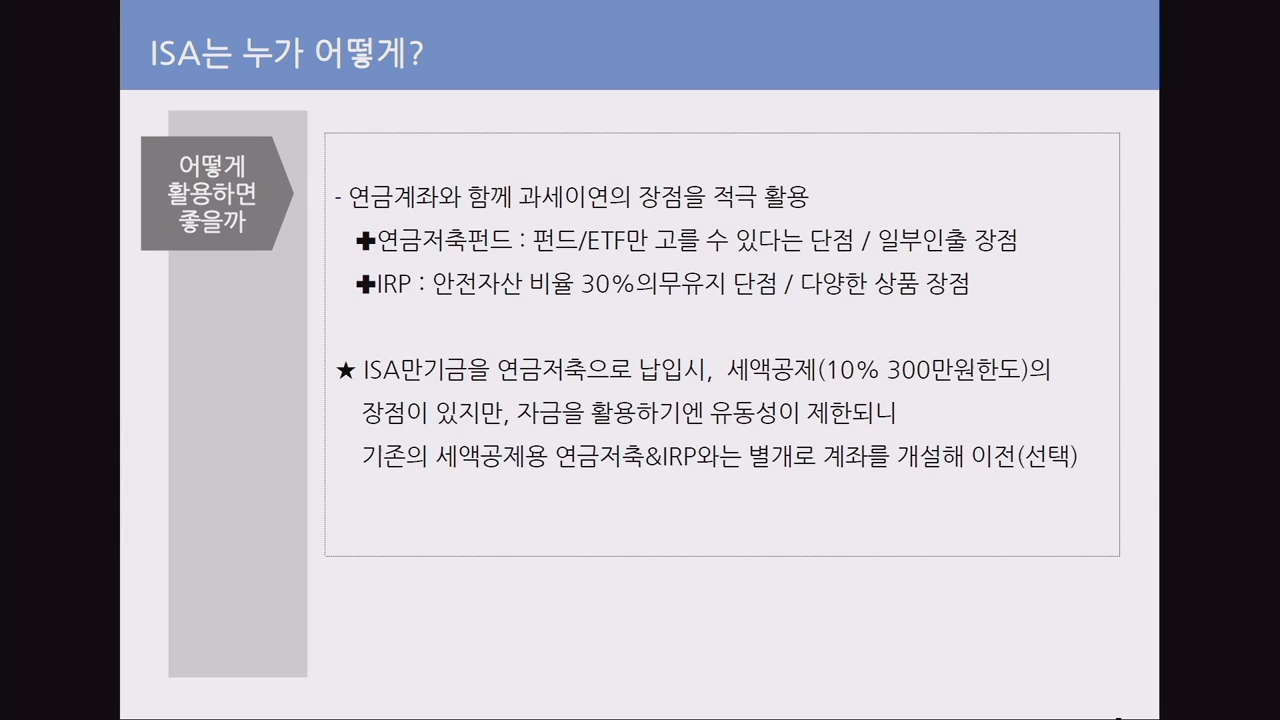 ISA는 누가 어떻게?
어떻게
활용하면
좋을까
- 연금계좌와 함께 과세이연의 장점을 적극 활용
✚연금저축펀드 : 펀드/ETF만 고를 수 있다는 단점 / 일부인출 장점
✚IRP : 안전자산 비율 30%의무유지 단점 / 다양한 상품 장점
★ ISA만기금을 연금저축으로 납입시, 세액공제(10% 300만원한도)의
장점이 있지만, 자금을 활용하기엔 유동성이 제한되니
기존의 세액공제용 연금저축&IRP와는 별개로 계좌를 개설해 이전(선택)